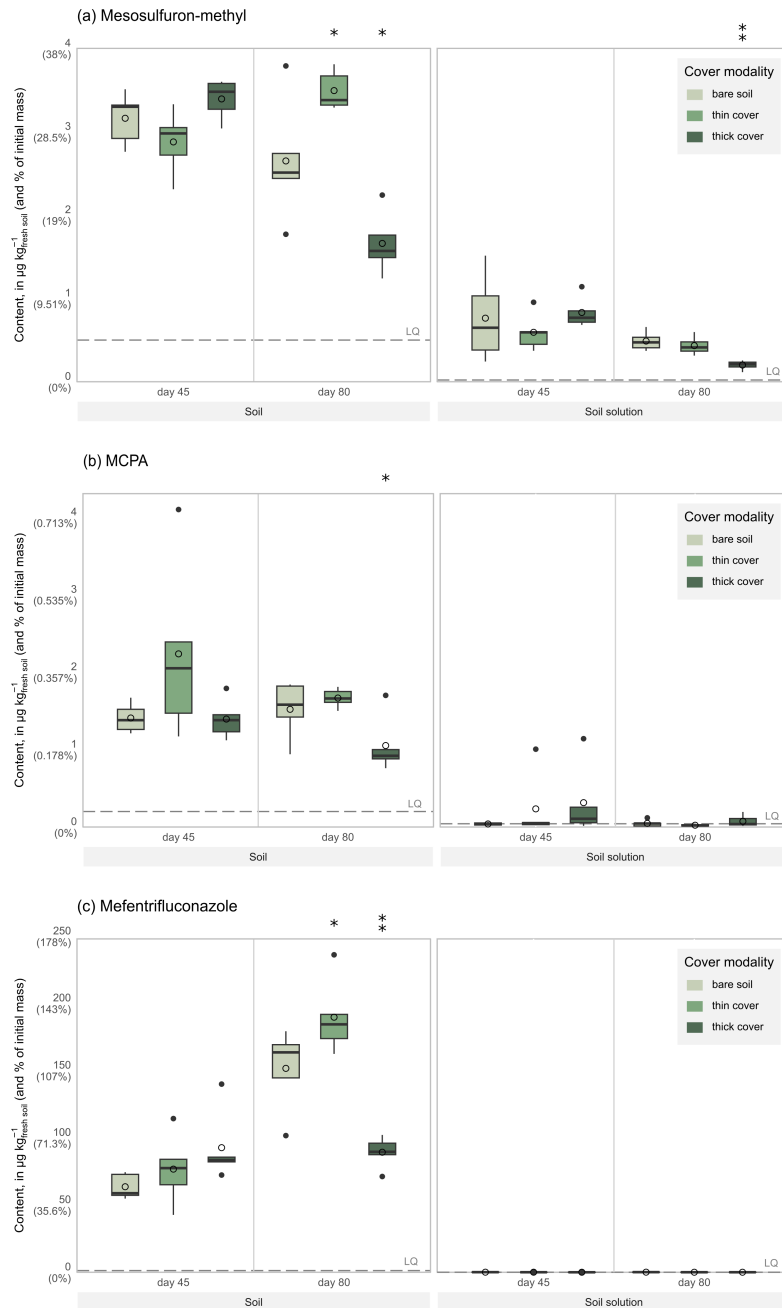 (a) Mesosulfuron-methyl
* * * *
Content, in µg kg−1 fresh soil (and % of initial mass)
4
(38%)
3
(28.5%)
2
(19%)
1
(9.51%)
0
(0%)
LQ
LQ
Cover modality
bare soil
thin cover
thick cover
day 45 day 80 day 45 day 80
Soil Soil solution
(b) MCPA
*
Content, in µg kg−1 fresh soil (and % of initial mass)
4
(0.713%)
3
(0.535%)
2
(0.357%)
1
(0.178%)
0
(0%)
LQ
LQ
Cover modality
bare soil
thin cover
thick cover
day 45 day 80 day 45 day 80
Soil Soil solution
(c) Mefentrifluconazole
* * *
Content, in µg kg−1 fresh soil (and % of initial mass)
250
(178%)
200
(143%)
150
(107%)
100
(71.3%)
50
(35.6%)
0
(0%)
LQ
LQ
Cover modality
bare soil
thin cover
thick cover
day 45 day 80 day 45 day 80
Soil Soil solution